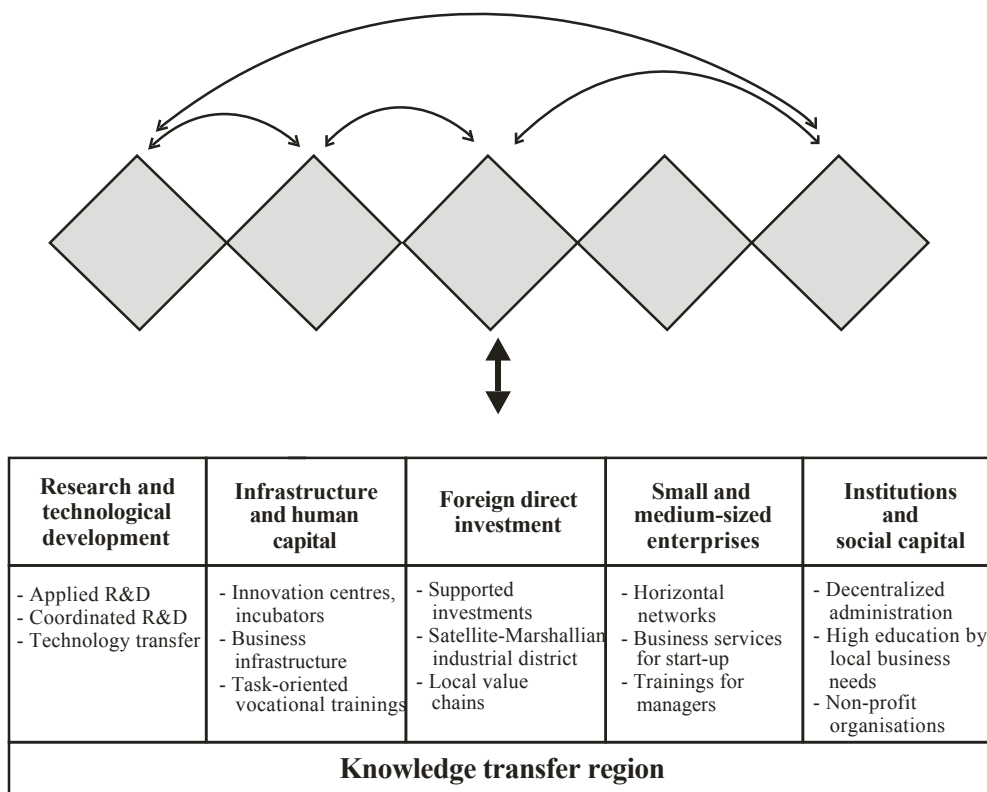 Research and
technological
development
Infrastructure
and human
capital
Foreign direct
investment
Small and
medium-sized
enterprises
Institutions
and
social capital
- Applied R&D
- Coordinated R&D
- Technology transfer
- Innovation centres,
incubators
- Business
infrastructure
- Task-oriented
vocational trainings
- Supported
investments
- Satellite-Marshallian
industrial district
- Local value
chains
- Horizontal
networks
- Business services
for start-up
- Trainings for
managers
- Decentralized
administration
- High education by
local business
needs
- Non-profit
organisations
Knowledge transfer region